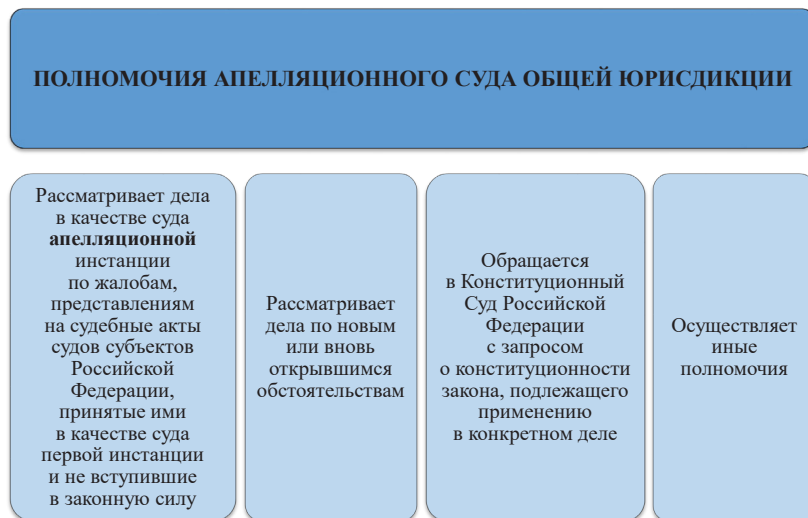 ПОЛНОМОЧИЯ АПЕЛЛЯЦИОННОГО СУДА ОБЩЕЙ ЮРИСДИКЦИИ
Рассматривает дела
в качестве суда
апелляционной
инстанции
по жалобам,
представлениям
на судебные акты
судов субъектов
Российской
Федерации,
принятые ими
в качестве суда
первой инстанции
и не вступившие
в законную силу
Рассматривает
дела по новым
или вновь
открывшимся
обстоятельствам
Обращается
в Конституционный
Суд Российской
Федерации
с запросом
о конституционности
закона, подлежащего
применению
в конкретном деле
Осуществляет
иные
полномочия